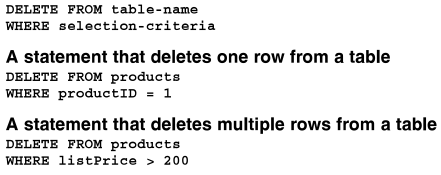 DELETE FROM table-name
WHERE selection-criteria
A statement that deletes one row from a table
DELETE FROM products
WHERE productID = 1
A statement that deletes multiple rows from a table
DELETE FROM products
WHERE listPrice > 200